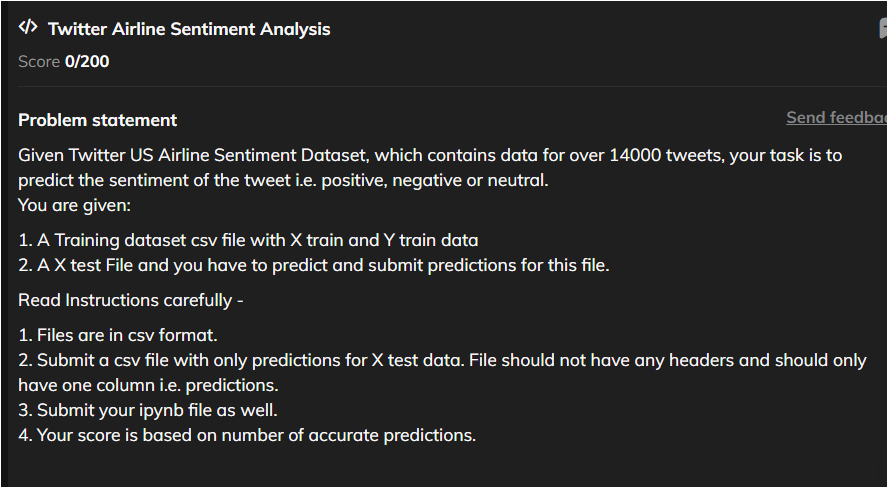 </> Twitter Airline Sentiment Analysis
Score 0/200
Problem statement
Send feedbac
Given Twitter US Airline Sentiment Dataset, which contains data for over 14000 tweets, your task is to
predict the sentiment of the tweet i.e. positive, negative or neutral.
You are given:
1. A Training dataset csv file with X train and Y train data
2. A X test File and you have to predict and submit predictions for this file.
Read Instructions carefully -
1. Files are in csv format.
2. Submit a csv file with only predictions for X test data. File should not have any headers and should only
have one column i.e. predictions.
3. Submit your ipynb file as well.
4. Your score is based on number of accurate predictions.